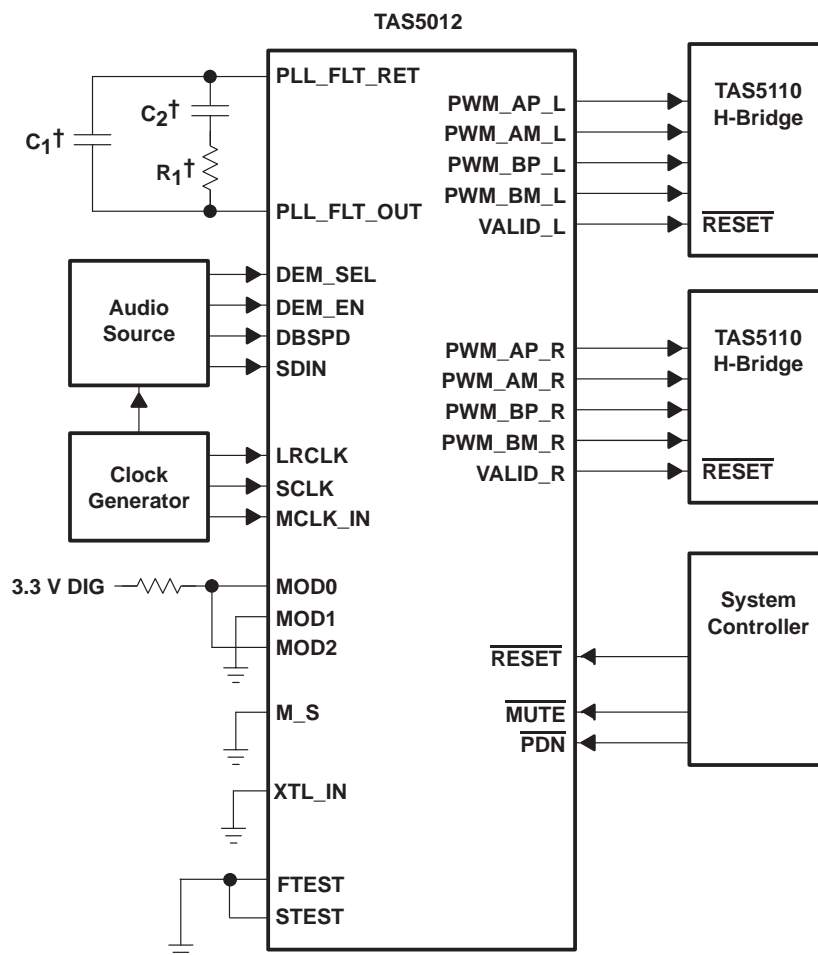 TAS5012
PLL_FLT_RET
C1†
C2†
R1†
PLL_FLT_OUT
Audio
Source
DEM_SEL
DEM_EN
DBSPD
SDIN
Clock
Generator
LRCLK
SCLK
MCLK_IN
3.3 V DIG
MOD0
MOD1
MOD2
M_S
XTL_IN
FTEST
STEST
PWM_AP_L
PWM_AM_L
PWM_BP_L
PWM_BM_L
VALID_L
TAS5110
H-Bridge
RESET
PWM_AP_R
PWM_AM_R
PWM_BP_R
PWM_BM_R
VALID_R
TAS5110
H-Bridge
RESET
RESET
MUTE
PDN
System
Controller